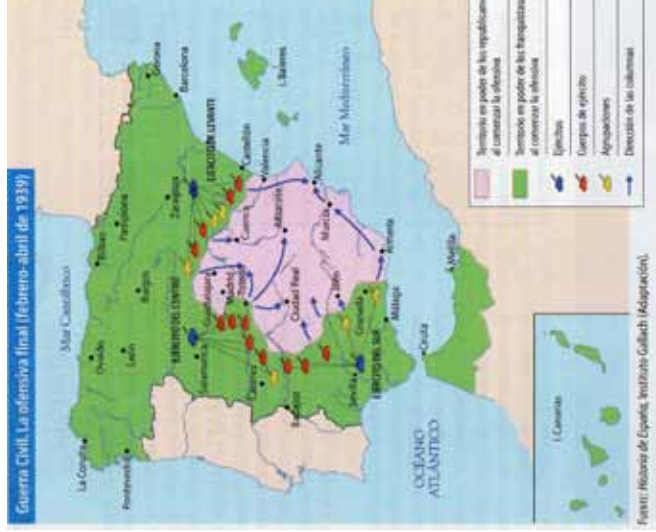 Guerra Civil. La ofensiva final (febrero-abril de 1939)
Mar Cantábrico
La Coruña
Oviedo
Bilbao
Pamplona
Gerona
Pontevedra
León
Burgos
Zaragoza
Barcelona
EJÉRCITO DEL CENTRO
EJÉRCITO DE LEVANTE
Salamanca
Guadalajara
Madrid
Toledo
Cuenca
Castellón
Valencia
I. Baleares
Cáceres
Ciudad Real
Albacete
Badajoz
Alicante
Murcia
Mar Mediterráneo
Jaén
Sevilla
Granada
EJÉRCITO DEL SUR
Almería
Málaga
OCÉANO
ATLÁNTICO
Ceuta
Melilla
I. Canarias
Territorio en poder de los republicanos
al comenzar la ofensiva
Territorio en poder de los franquistas
al comenzar la ofensiva
Ejércitos
Cuerpos de ejército
Agrupaciones
Dirección de las columnas
FUENTE: Historia de España, Instituto Gallach (Adaptación).